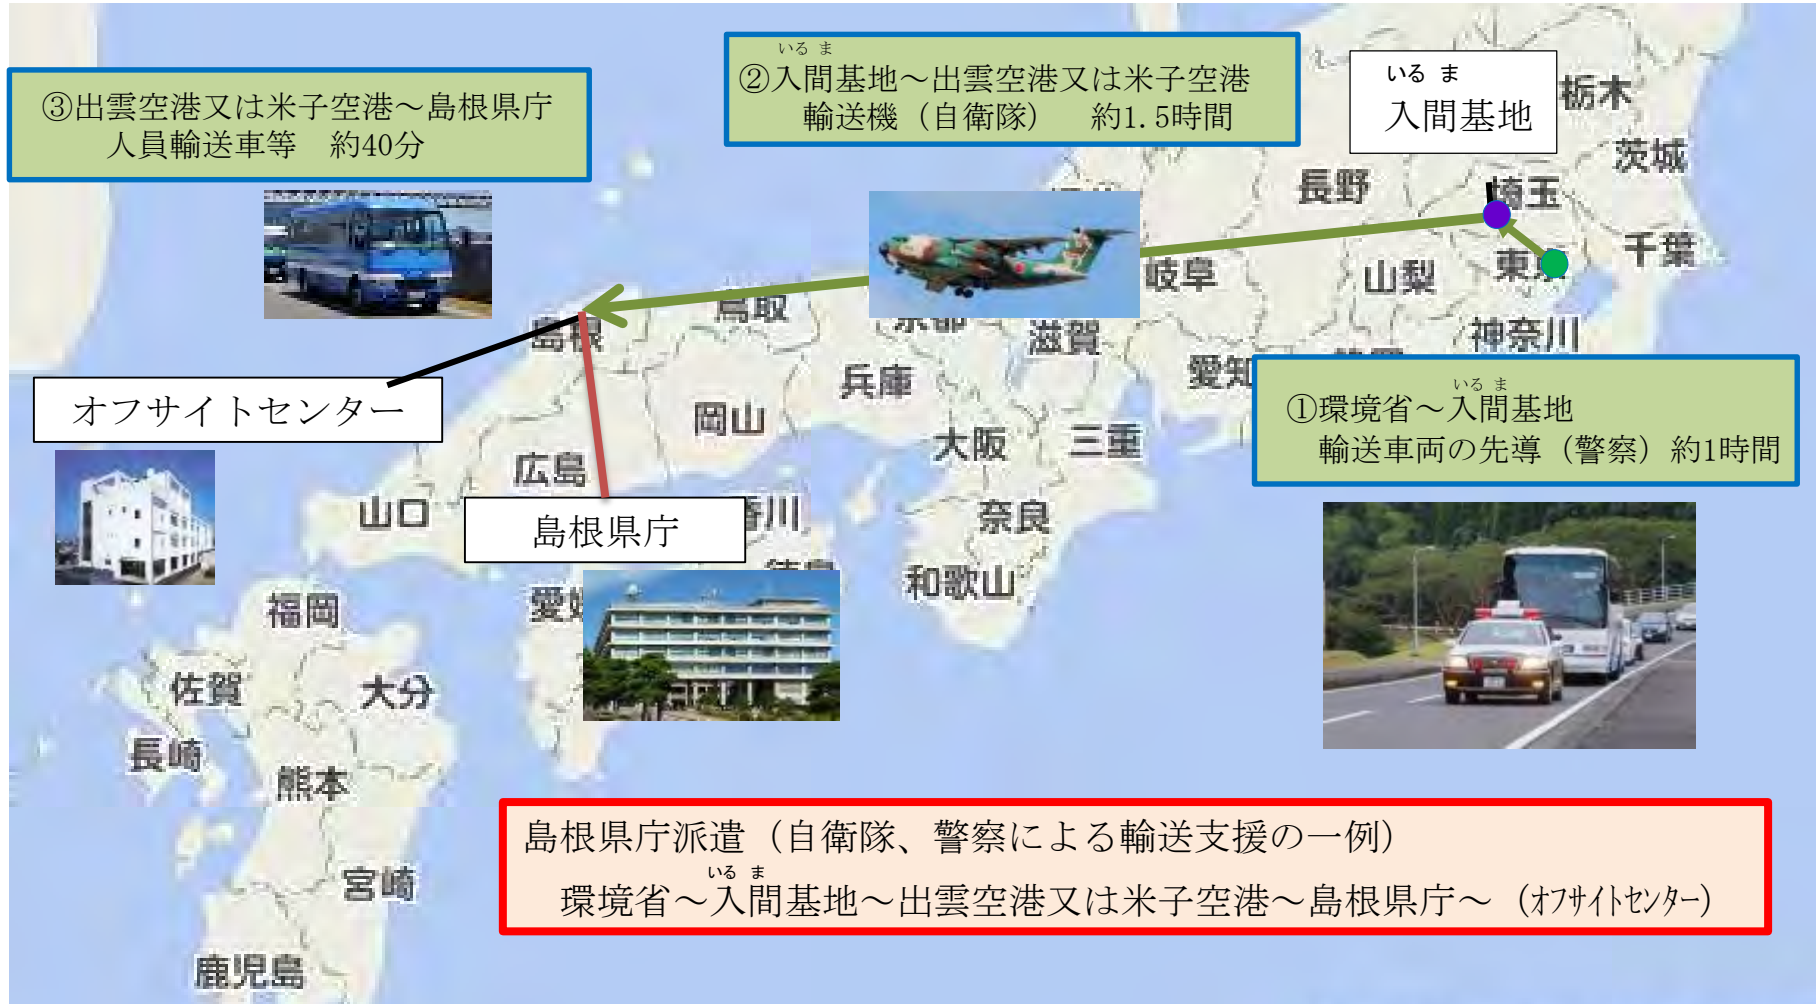 ③出雲空港又は米子空港～島根県庁
人員輸送車等　約40分
いる ま
②入間基地～出雲空港又は米子空港
輸送機（自衛隊）　約1.5時間
いる ま
入間基地
栃木
茨城
埼玉
長野
千葉
東京
山梨
岐阜
神奈川
鳥取
島根
滋賀
愛知
兵庫
いる ま
①環境省～入間基地
輸送車両の先導（警察）約1時間
オフサイトセンター
岡山
大阪
三重
広島
山口
島根県庁
香川
奈良
和歌山
愛媛
福岡
佐賀
大分
長崎
熊本
島根県庁派遣（自衛隊、警察による輸送支援の一例）
いる ま
環境省～入間基地～出雲空港又は米子空港～島根県庁～（オフサイトセンター）
宮崎
鹿児島